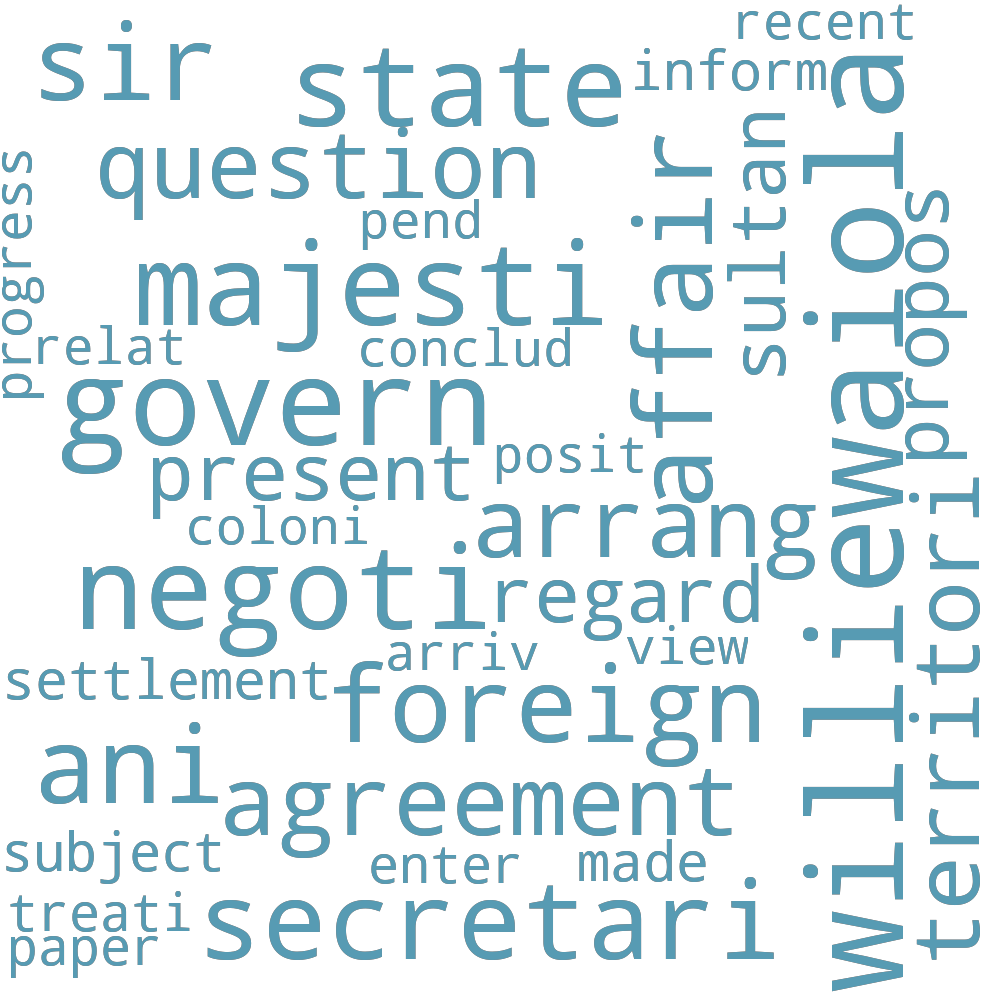 recent
sir
state
inform
question
sultan
affair
williewaiola
progress
pend
propos
majesti
relat
conclud
govern
present
posit
coloni
arrang
territori
negoti
regard
arriv
view
settlement
foreign
ani
agreement
subject
enter
made
treati
secretari
paper